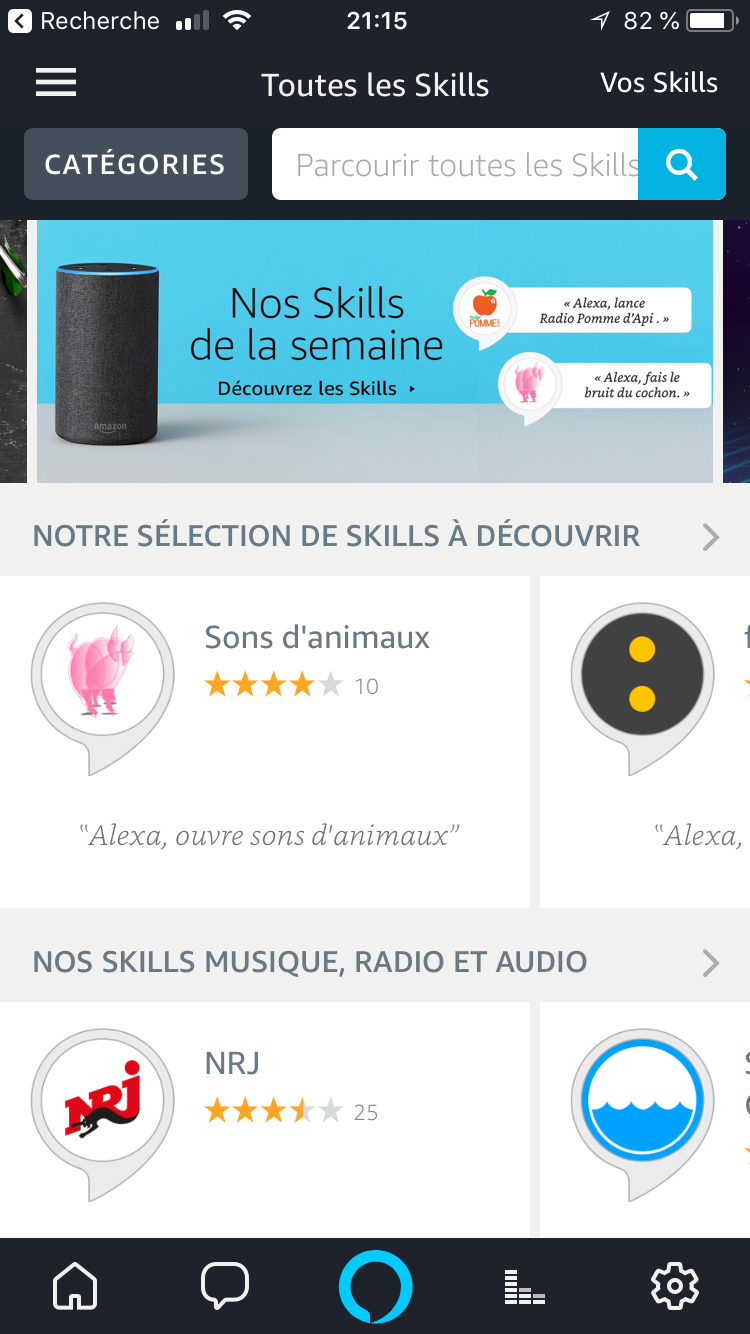 Recherche 21:15 82 %
Toutes les Skills Vos Skills
CATÉGORIES Parcourir toutes les Skills
Nos Skills
de la semaine
Découvrez les Skills
« Alexa, lance
Radio Pomme d'Api . »
POMME
« Alexa, fais le
bruit du cochon. »
amazon
NOTRE SÉLECTION DE SKILLS À DÉCOUVRIR
Sons d'animaux
10
"Alexa, ouvre sons d'animaux"
"Alexa,
NOS SKILLS MUSIQUE, RADIO ET AUDIO
NRJ
NRJ
25